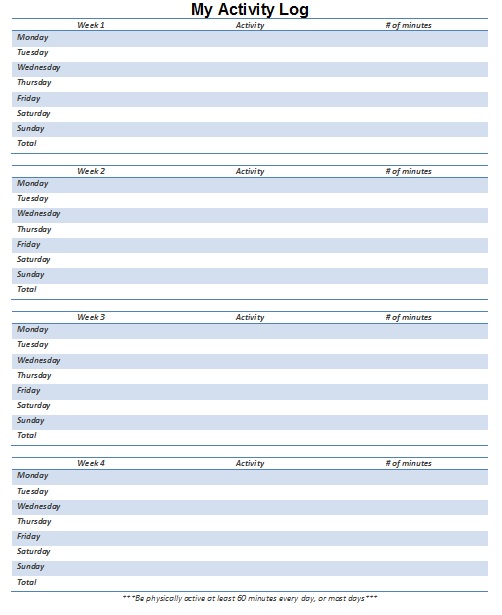 My Activity Log
Week 1 Activity # of minutes
Monday
Tuesday
Wednesday
Thursday
Friday
Saturday
Sunday
Total
Week 2 Activity # of minutes
Monday
Tuesday
Wednesday
Thursday
Friday
Saturday
Sunday
Total
Week 3 Activity # of minutes
Monday
Tuesday
Wednesday
Thursday
Friday
Saturday
Sunday
Total
Week 4 Activity # of minutes
Monday
Tuesday
Wednesday
Thursday
Friday
Saturday
Sunday
Total
***Be physically active at least 60 minutes every day, or most days***